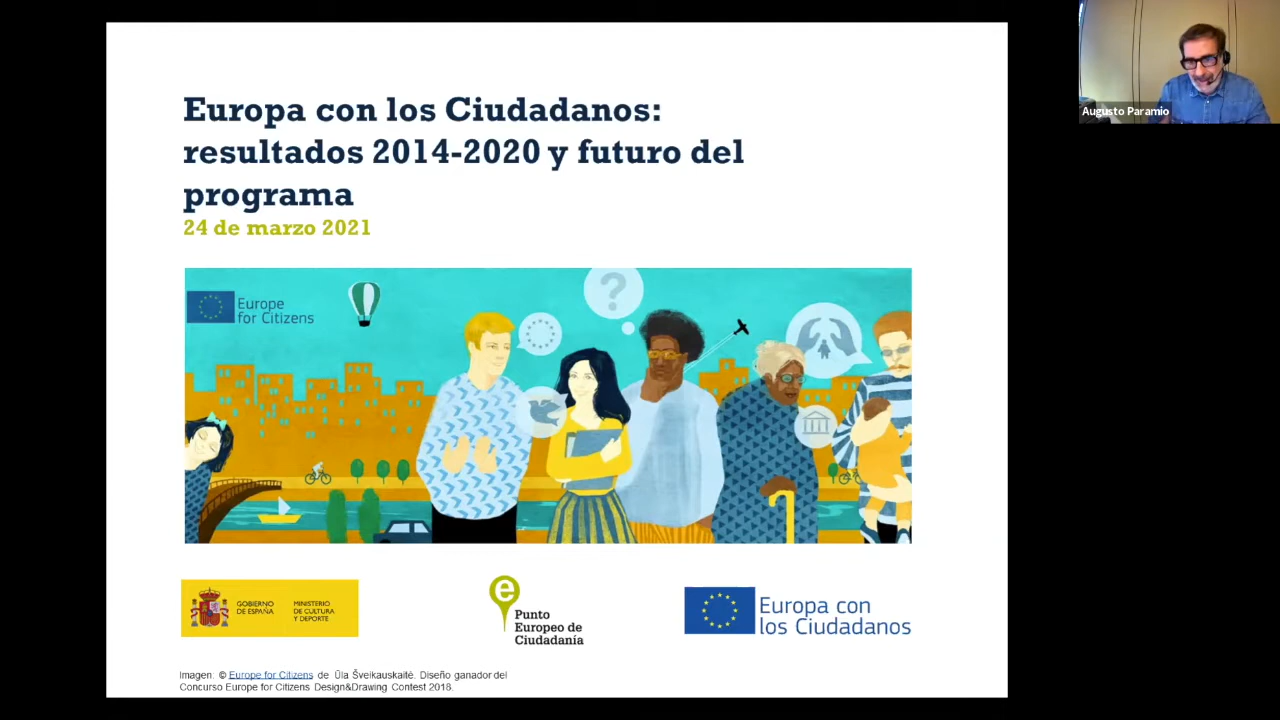 Europa con los Ciudadanos:
resultados 2014-2020 y futuro del
programa
24 de marzo 2021
Europe
for Citizens
?
GOBIERNO
DE ESPAÑA
MINISTERIO
DE CULTURA
Y DEPORTE
e
Punto
Europeo de
Ciudadanía
Europa con
los Ciudadanos
Imagen: © Europe for Citizens de Ūla Šveikauskaitė. Diseño ganador del
Concurso Europe for Citizens Design&Drawing Contest 2018.
Augusto Paramio